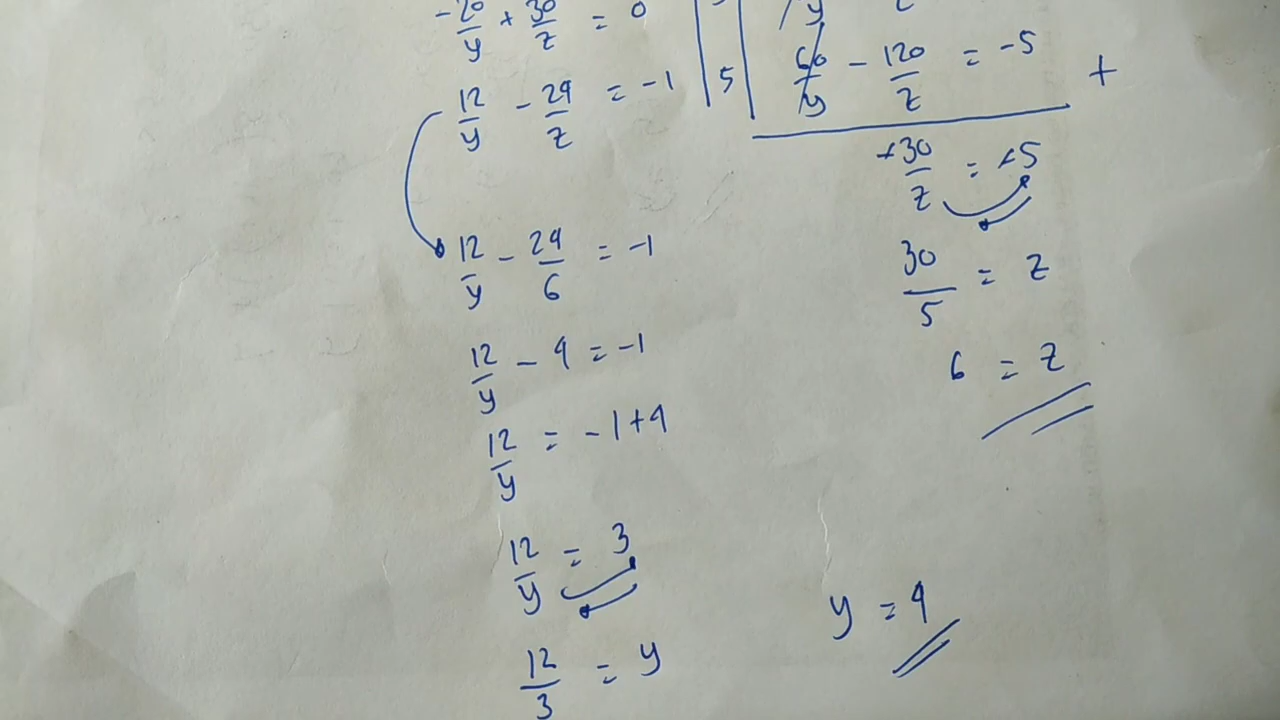 -20/y + 30/z = 0
12/y - 24/z = -1 | 5 | 60/y - 120/z = -5 +
+30/z = +5
12/y - 24/6 = -1
30/5 = z
12/y - 4 = -1
6 = z
12/y = -1+4
12/y = 3
y = 4
12/3 = y